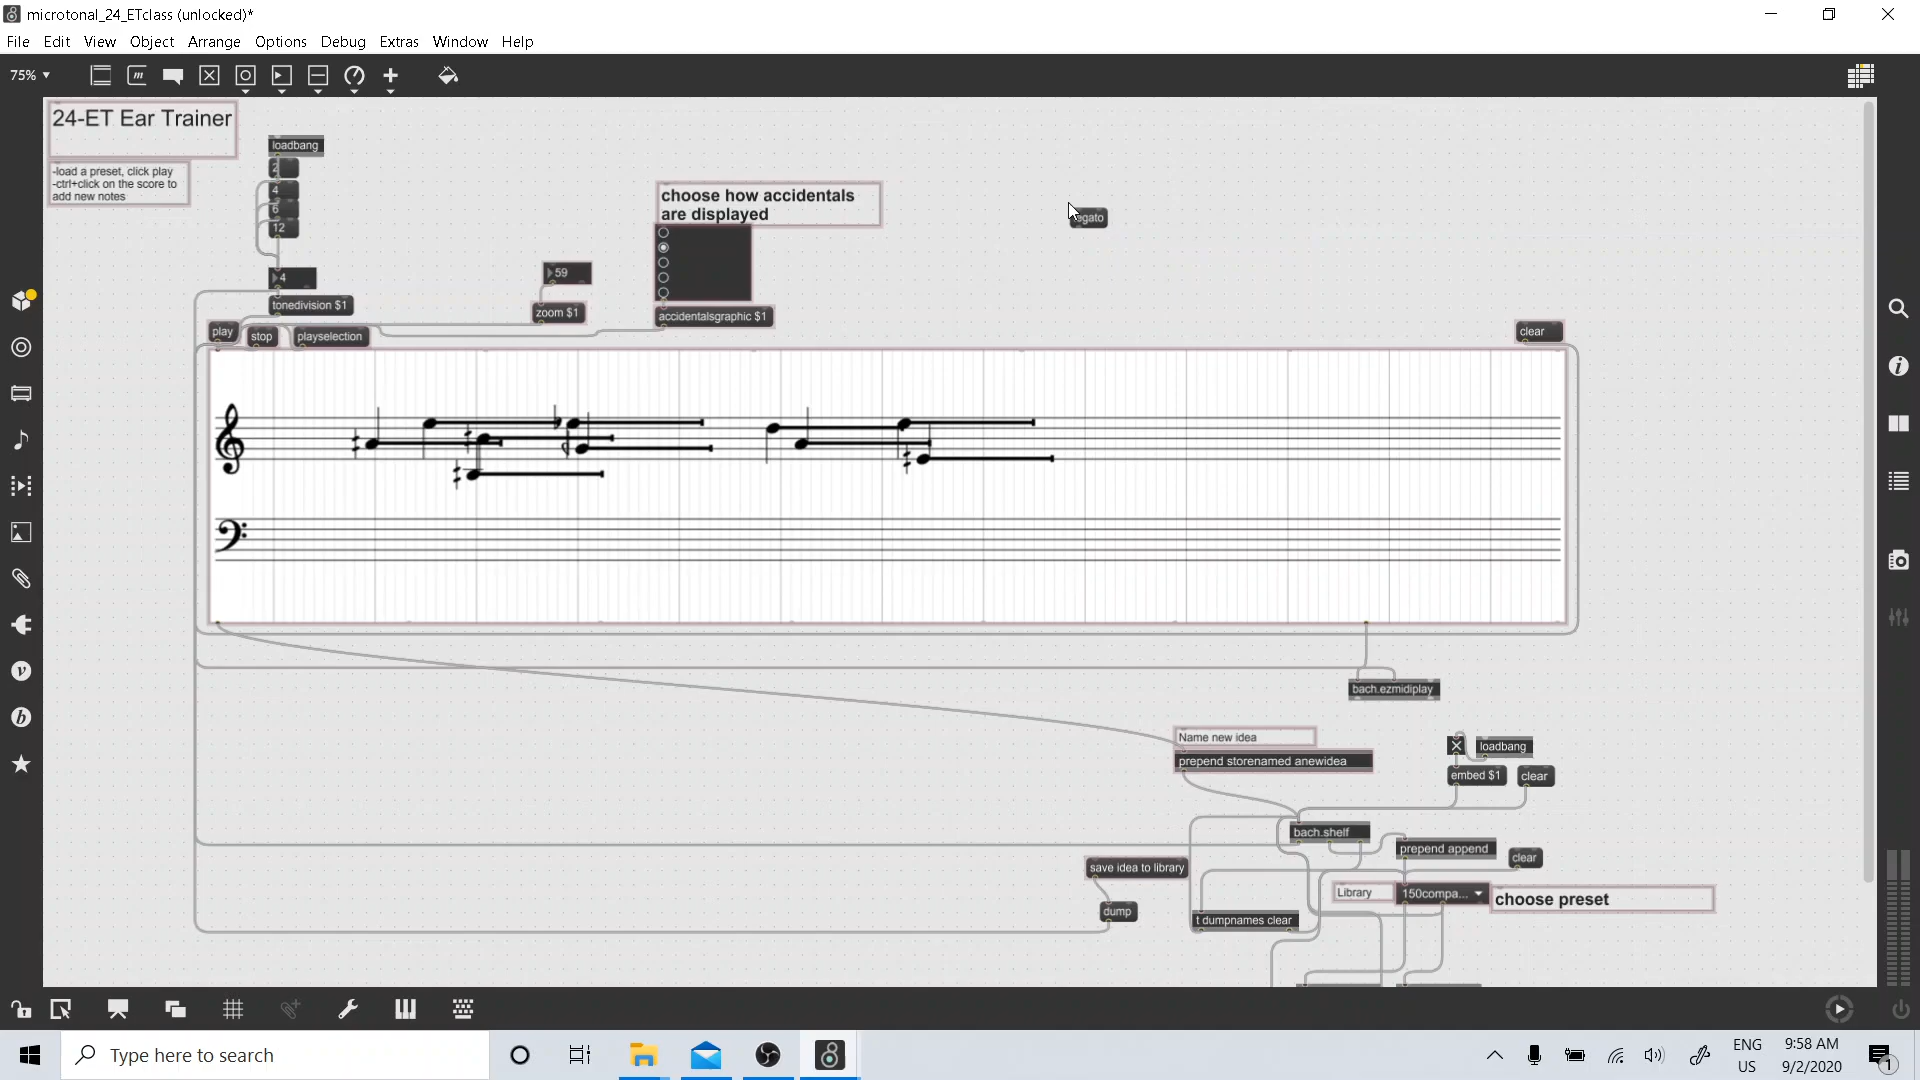 microtonal_24_ETclass (unlocked)*
File Edit View Object Arrange Options Debug Extras Window Help
75%
24-ET Ear Trainer
-load a preset, click play
-ctrl+click on the score to
add new notes
loadbang
2
4
6
12
4
tonedivision $1
play
stop
playselection
59
zoom $1
choose how accidentals
are displayed
accidentalsgraphic $1
clear
bach.ezmidiplay
Name new idea
prepend storenamed anewidea
loadbang
embed $1
clear
bach.shelf
prepend append
clear
save idea to library
dump
t dumpnames clear
Library
150compa...
choose preset
Type here to search
ENG
US
9:58 AM
9/2/2020
1